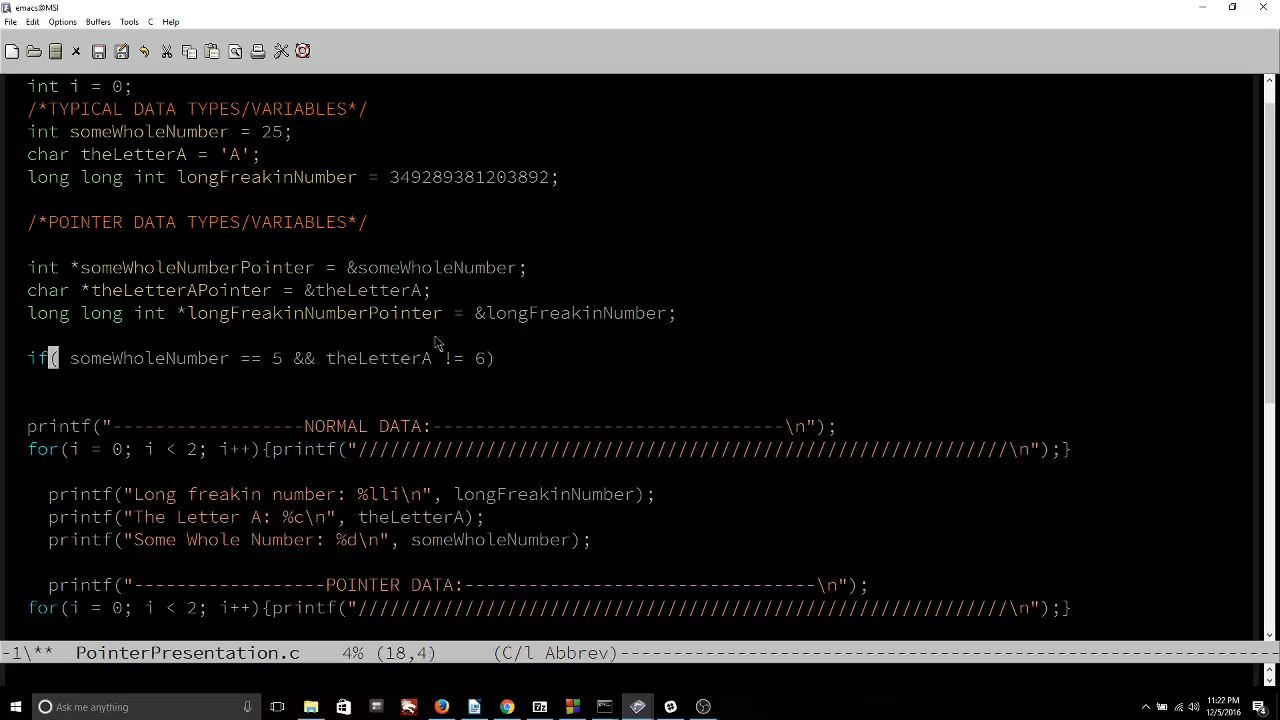 emacs@MSI
File Edit Options Buffers Tools C Help
int i = 0;
/*TYPICAL DATA TYPES/VARIABLES*/
int someWholeNumber = 25;
char theLetterA = 'A';
long long int longFreakinNumber = 349289381203892;
/*POINTER DATA TYPES/VARIABLES*/
int *someWholeNumberPointer = &someWholeNumber;
char *theLetterAPointer = &theLetterA;
long long int *longFreakinNumberPointer = &longFreakinNumber;
if( someWholeNumber == 5 && theLetterA != 6)
printf("------------------NORMAL DATA:---------------------------------\n");
for(i = 0; i < 2; i++){printf("/////////////////////////////////////////////////////////////\n");}
printf("Long freakin number: %lli\n", longFreakinNumber);
printf("The Letter A: %c\n", theLetterA);
printf("Some Whole Number: %d\n", someWholeNumber);
printf("------------------POINTER DATA:---------------------------------\n");
for(i = 0; i < 2; i++){printf("/////////////////////////////////////////////////////////////\n");}
-1\** PointerPresentation.c 4% (18,4) (C/l Abbrev)--------------------------------------------------------------
Ask me anything
11:22 PM
12/5/2016